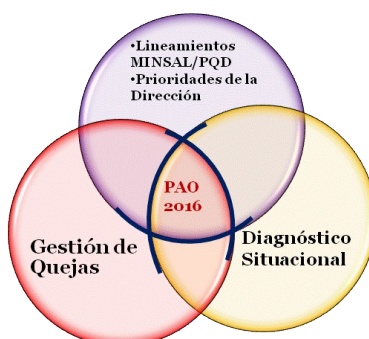 •Lineamientos
MINSAL/PQD
•Prioridades de la
Dirección
PAO
2016
Gestión de
Quejas
Diagnóstico
Situacional